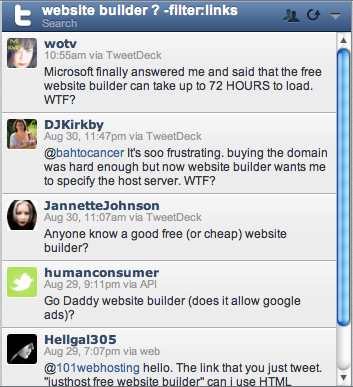 website builder ? -filter:links
Search
wotv
10:55am via TweetDeck
Microsoft finally answered me and said that the free
website builder can take up to 72 HOURS to load.
WTF?
DJKirkby
Aug 30, 11:47pm via TweetDeck
@bahtocancer It's soo frustrating. buying the domain
was hard enough but now website builder wants me
to specify the host server. WTF?
JannetteJohnson
Aug 30, 11:07am via TweetDeck
Anyone know a good free (or cheap) website
builder?
humanconsumer
Aug 29, 9:11pm via API
Go Daddy website builder (does it allow google
ads)?
Hellgal305
Aug 29, 7:07pm via web
@101webhosting hello. The link that you just tweet.
"justhost free website builder" can i use HTML